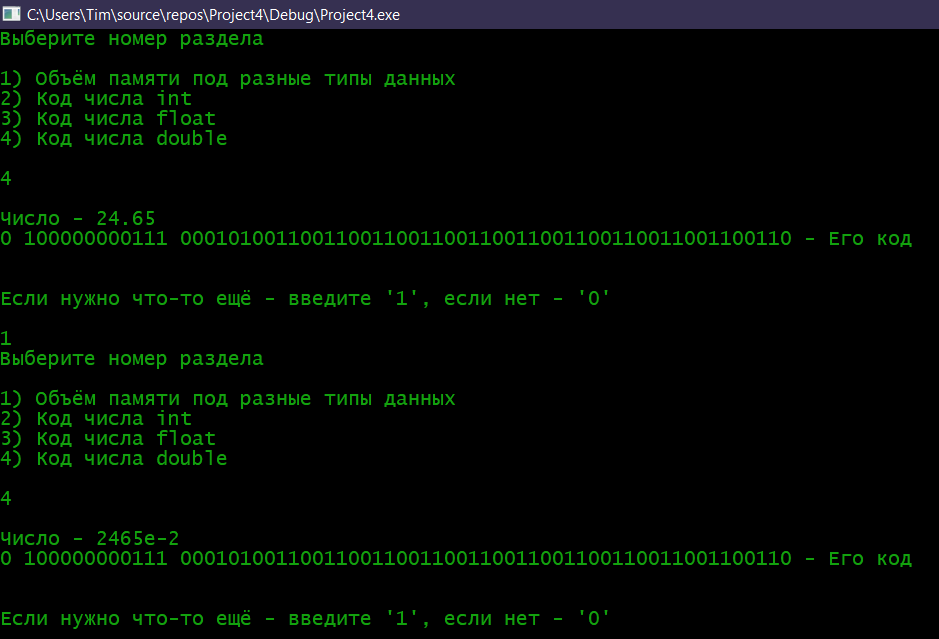 C:\Users\Tim\source\repos\Project4\Debug\Project4.exe
Выберите номер раздела
1) Объём памяти под разные типы данных
2) Код числа int
3) Код числа float
4) Код числа double
4
Число - 24.65
0 100000000111 000101001100110011001100110011001100110011001100110 - Его код
Если нужно что-то ещё - введите '1', если нет - '0'
1
Выберите номер раздела
1) Объём памяти под разные типы данных
2) Код числа int
3) Код числа float
4) Код числа double
4
Число - 2465e-2
0 100000000111 000101001100110011001100110011001100110011001100110 - Его код
Если нужно что-то ещё - введите '1', если нет - '0'